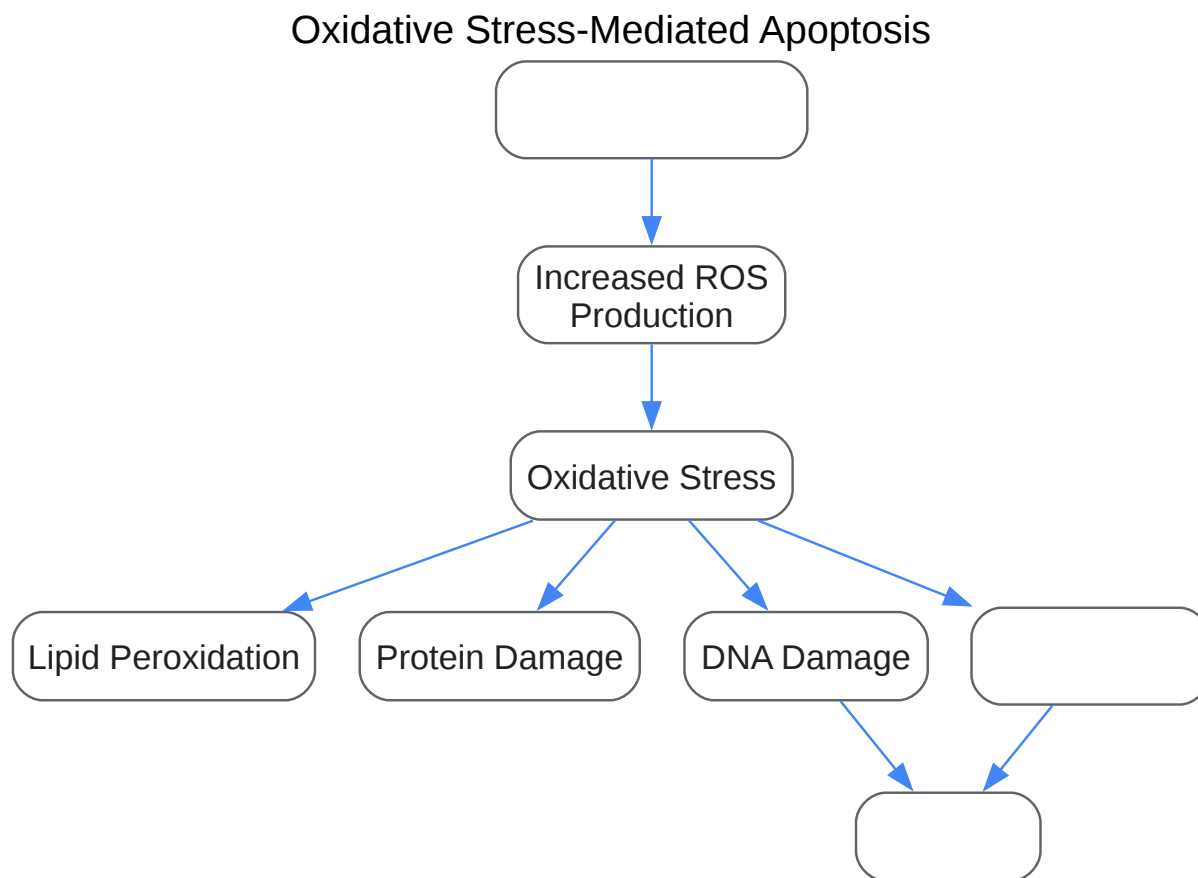 Oxidative Stress-Mediated Apoptosis
Increased ROS
Production
Oxidative Stress
Lipid Peroxidation
Protein Damage
DNA Damage